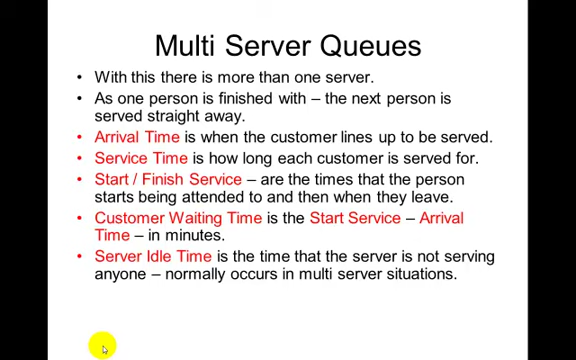 Multi Server Queues
• With this there is more than one server.
• As one person is finished with – the next person is
served straight away.
• Arrival Time is when the customer lines up to be served.
• Service Time is how long each customer is served for.
• Start / Finish Service – are the times that the person
starts being attended to and then when they leave.
• Customer Waiting Time is the Start Service – Arrival
Time – in minutes.
• Server Idle Time is the time that the server is not serving
anyone – normally occurs in multi server situations.